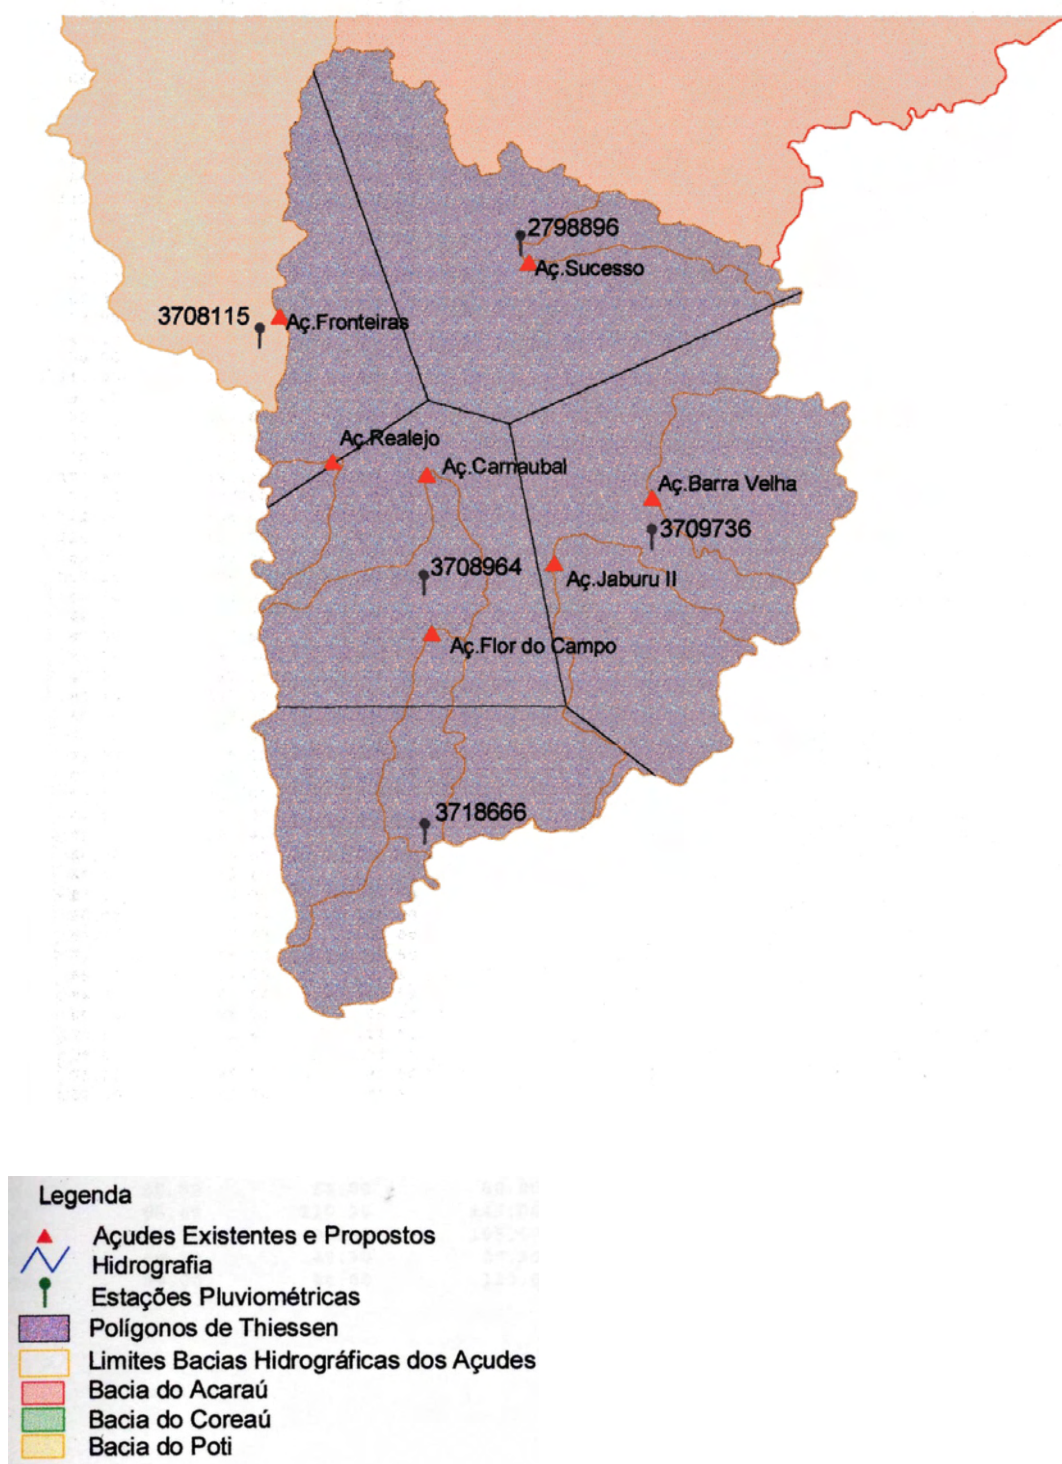 2798896
Aç.Sucesso
3708115
Aç.Fronteiras
Aç.Realejo
Aç.Carnaubal
Aç.Barra Velha
3709736
3708964
Aç.Jaburu II
Aç.Flor do Campo
3718666
Legenda
Açudes Existentes e Propostos
Hidrografia
Estações Pluviométricas
Polígonos de Thiessen
Limites Bacias Hidrográficas dos Açudes
Bacia do Acaraú
Bacia do Coreaú
Bacia do Poti